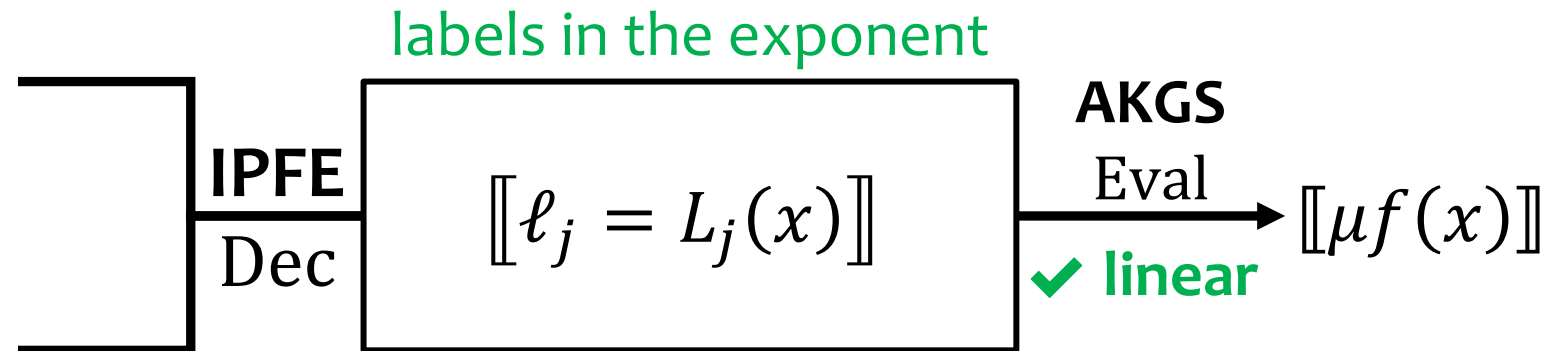 labels in the exponent
IPFE
Dec
⟦ℓ_j = L_j(x)⟧
AKGS
Eval
✔ linear
⟦μf(x)⟧